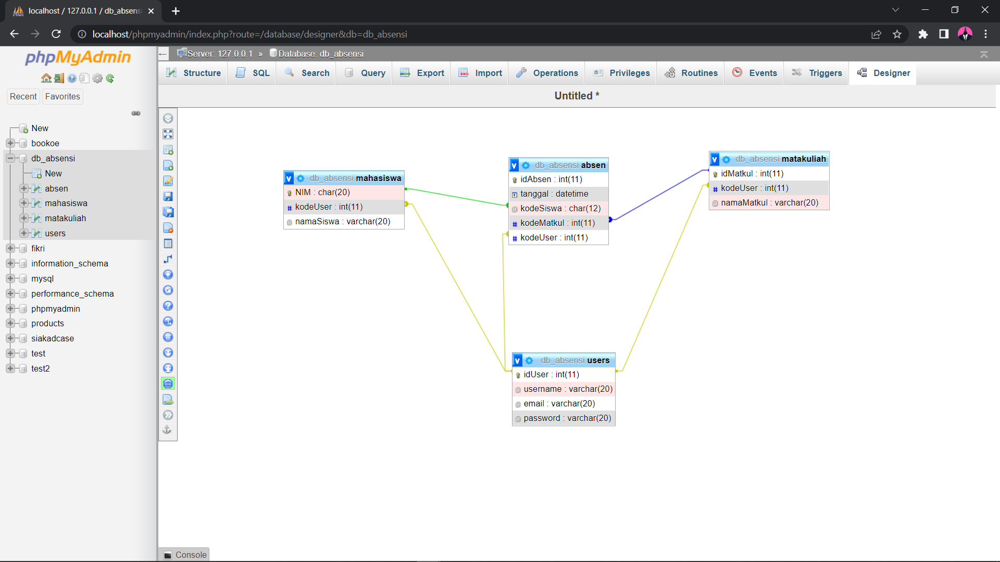 localhost / 127.0.0.1 / db_absensi
localhost/phpmyadmin/index.php?route=/database/designer&db=db_absensi
phpMyAdmin
Recent
Favorites
New
bookoe
db_absensi
New
absen
mahasiswa
matakuliah
users
fikri
information_schema
mysql
performance_schema
phpmyadmin
products
siakadcase
test
test2
Server: 127.0.0.1 » Database: db_absensi
Structure
SQL
Search
Query
Export
Import
Operations
Privileges
Routines
Events
Triggers
Designer
Untitled *
v db_absensi mahasiswa
NIM : char(20)
# kodeUser : int(11)
namaSiswa : varchar(20)
v db_absensi absen
idAbsen : int(11)
tanggal : datetime
kodeSiswa : char(12)
# kodeMatkul : int(11)
# kodeUser : int(11)
v db_absensi matakuliah
idMatkul : int(11)
# kodeUser : int(11)
namaMatkul : varchar(20)
v db_absensi users
idUser : int(11)
username : varchar(20)
email : varchar(20)
password : varchar(20)
Console